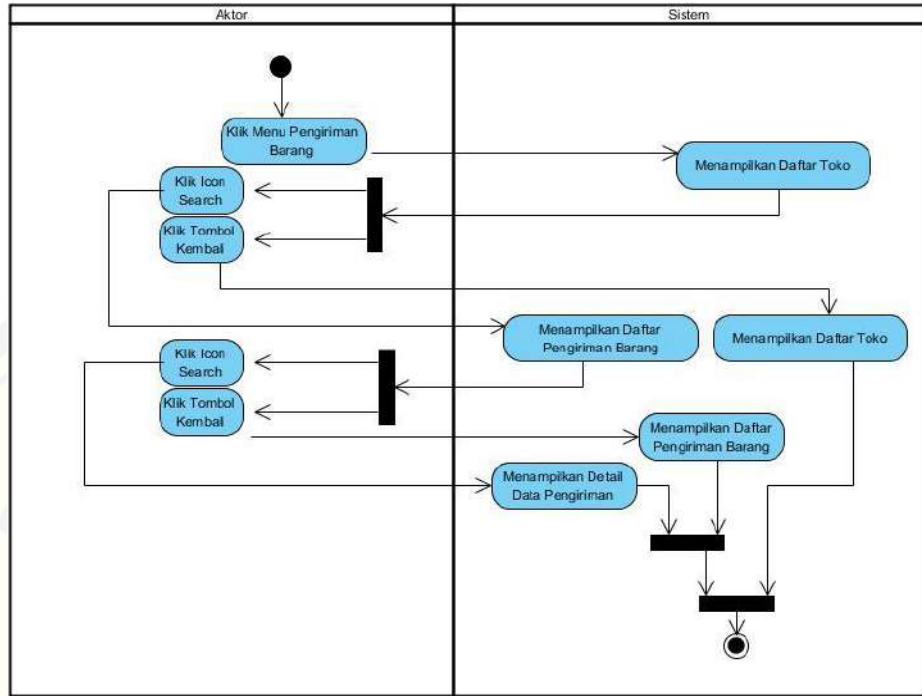 Aktor
Sistem
Klik Menu Pengiriman
Barang
Menampilkan Daftar Toko
Klik Icon
Search
Klik Tombol
Kembali
Menampilkan Daftar
Pengiriman Barang
Menampilkan Daftar Toko
Klik Icon
Search
Klik Tombol
Kembali
Menampilkan Daftar
Pengiriman Barang
Menampilkan Detail
Data Pengiriman